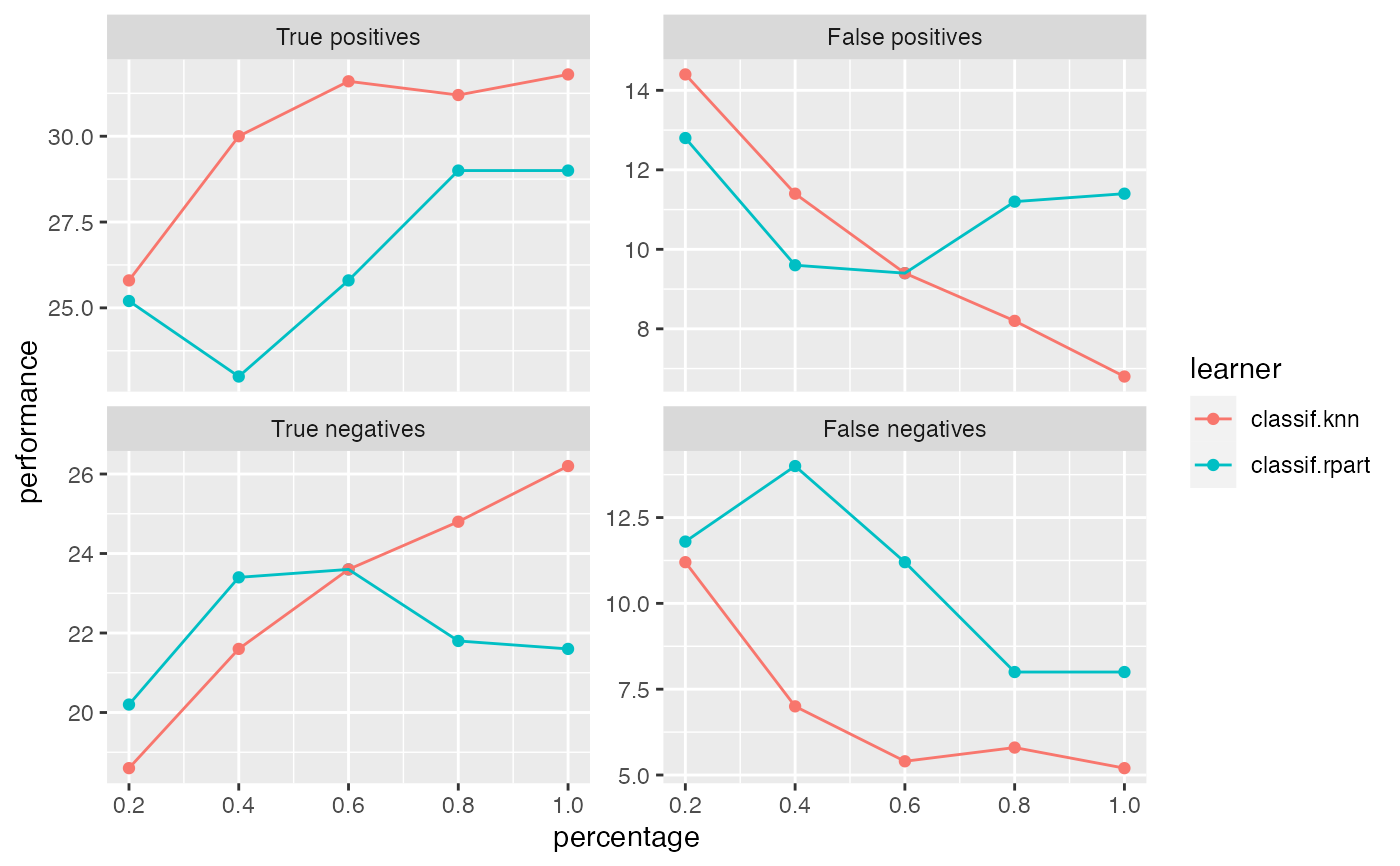 True positives
False positives
30.0
27.5
25.0
14
12
10
8
performance
True negatives
False negatives
26
24
22
20
12.5
10.0
7.5
5.0
0.2 0.4 0.6 0.8 1.0
0.2 0.4 0.6 0.8 1.0
percentage
learner
classif.knn
classif.rpart